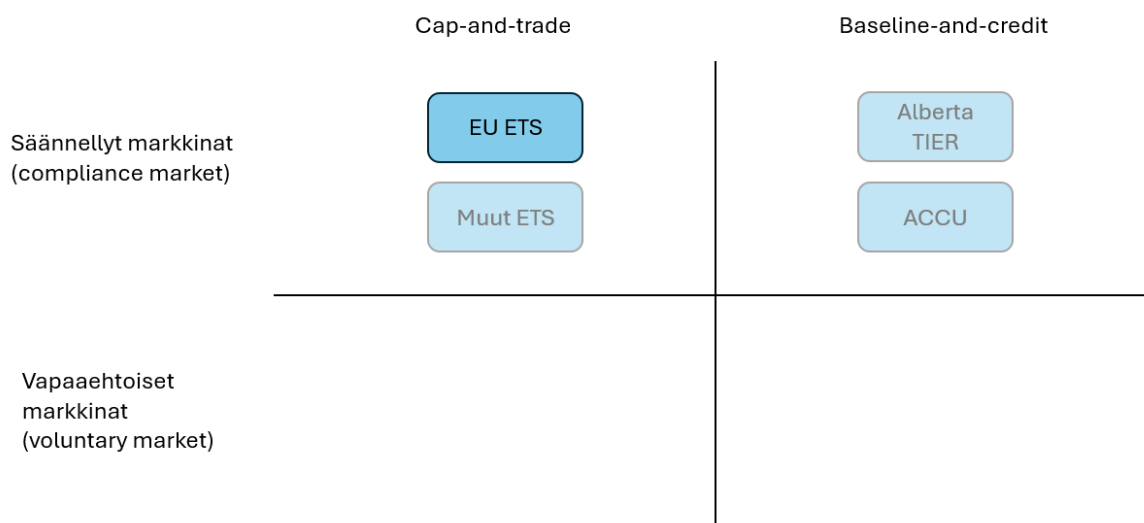 Cap-and-trade
Baseline-and-credit
Säännellyt markkinat
(compliance market)
EU ETS
Alberta
TIER
Muut ETS
ACCU
Vapaaehtoiset
markkinat
(voluntary market)